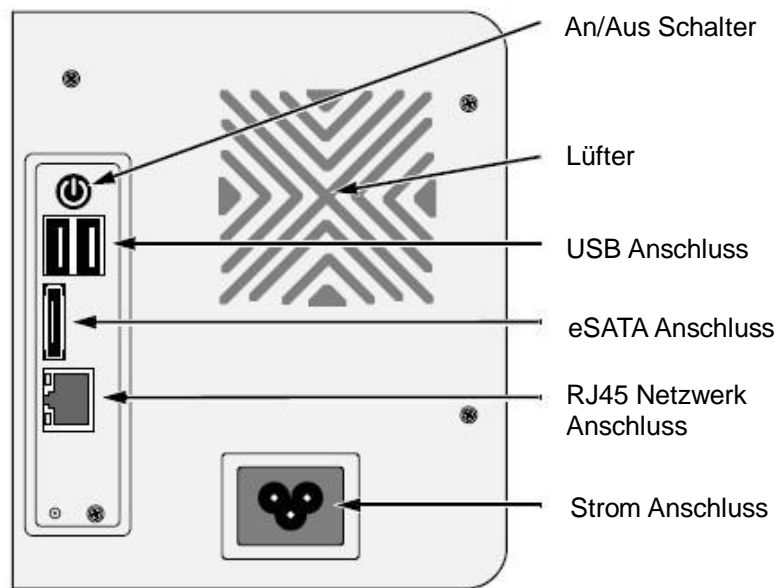 An/Aus Schalter
Lüfter
USB Anschluss
eSATA Anschluss
RJ45 Netzwerk
Anschluss
Strom Anschluss